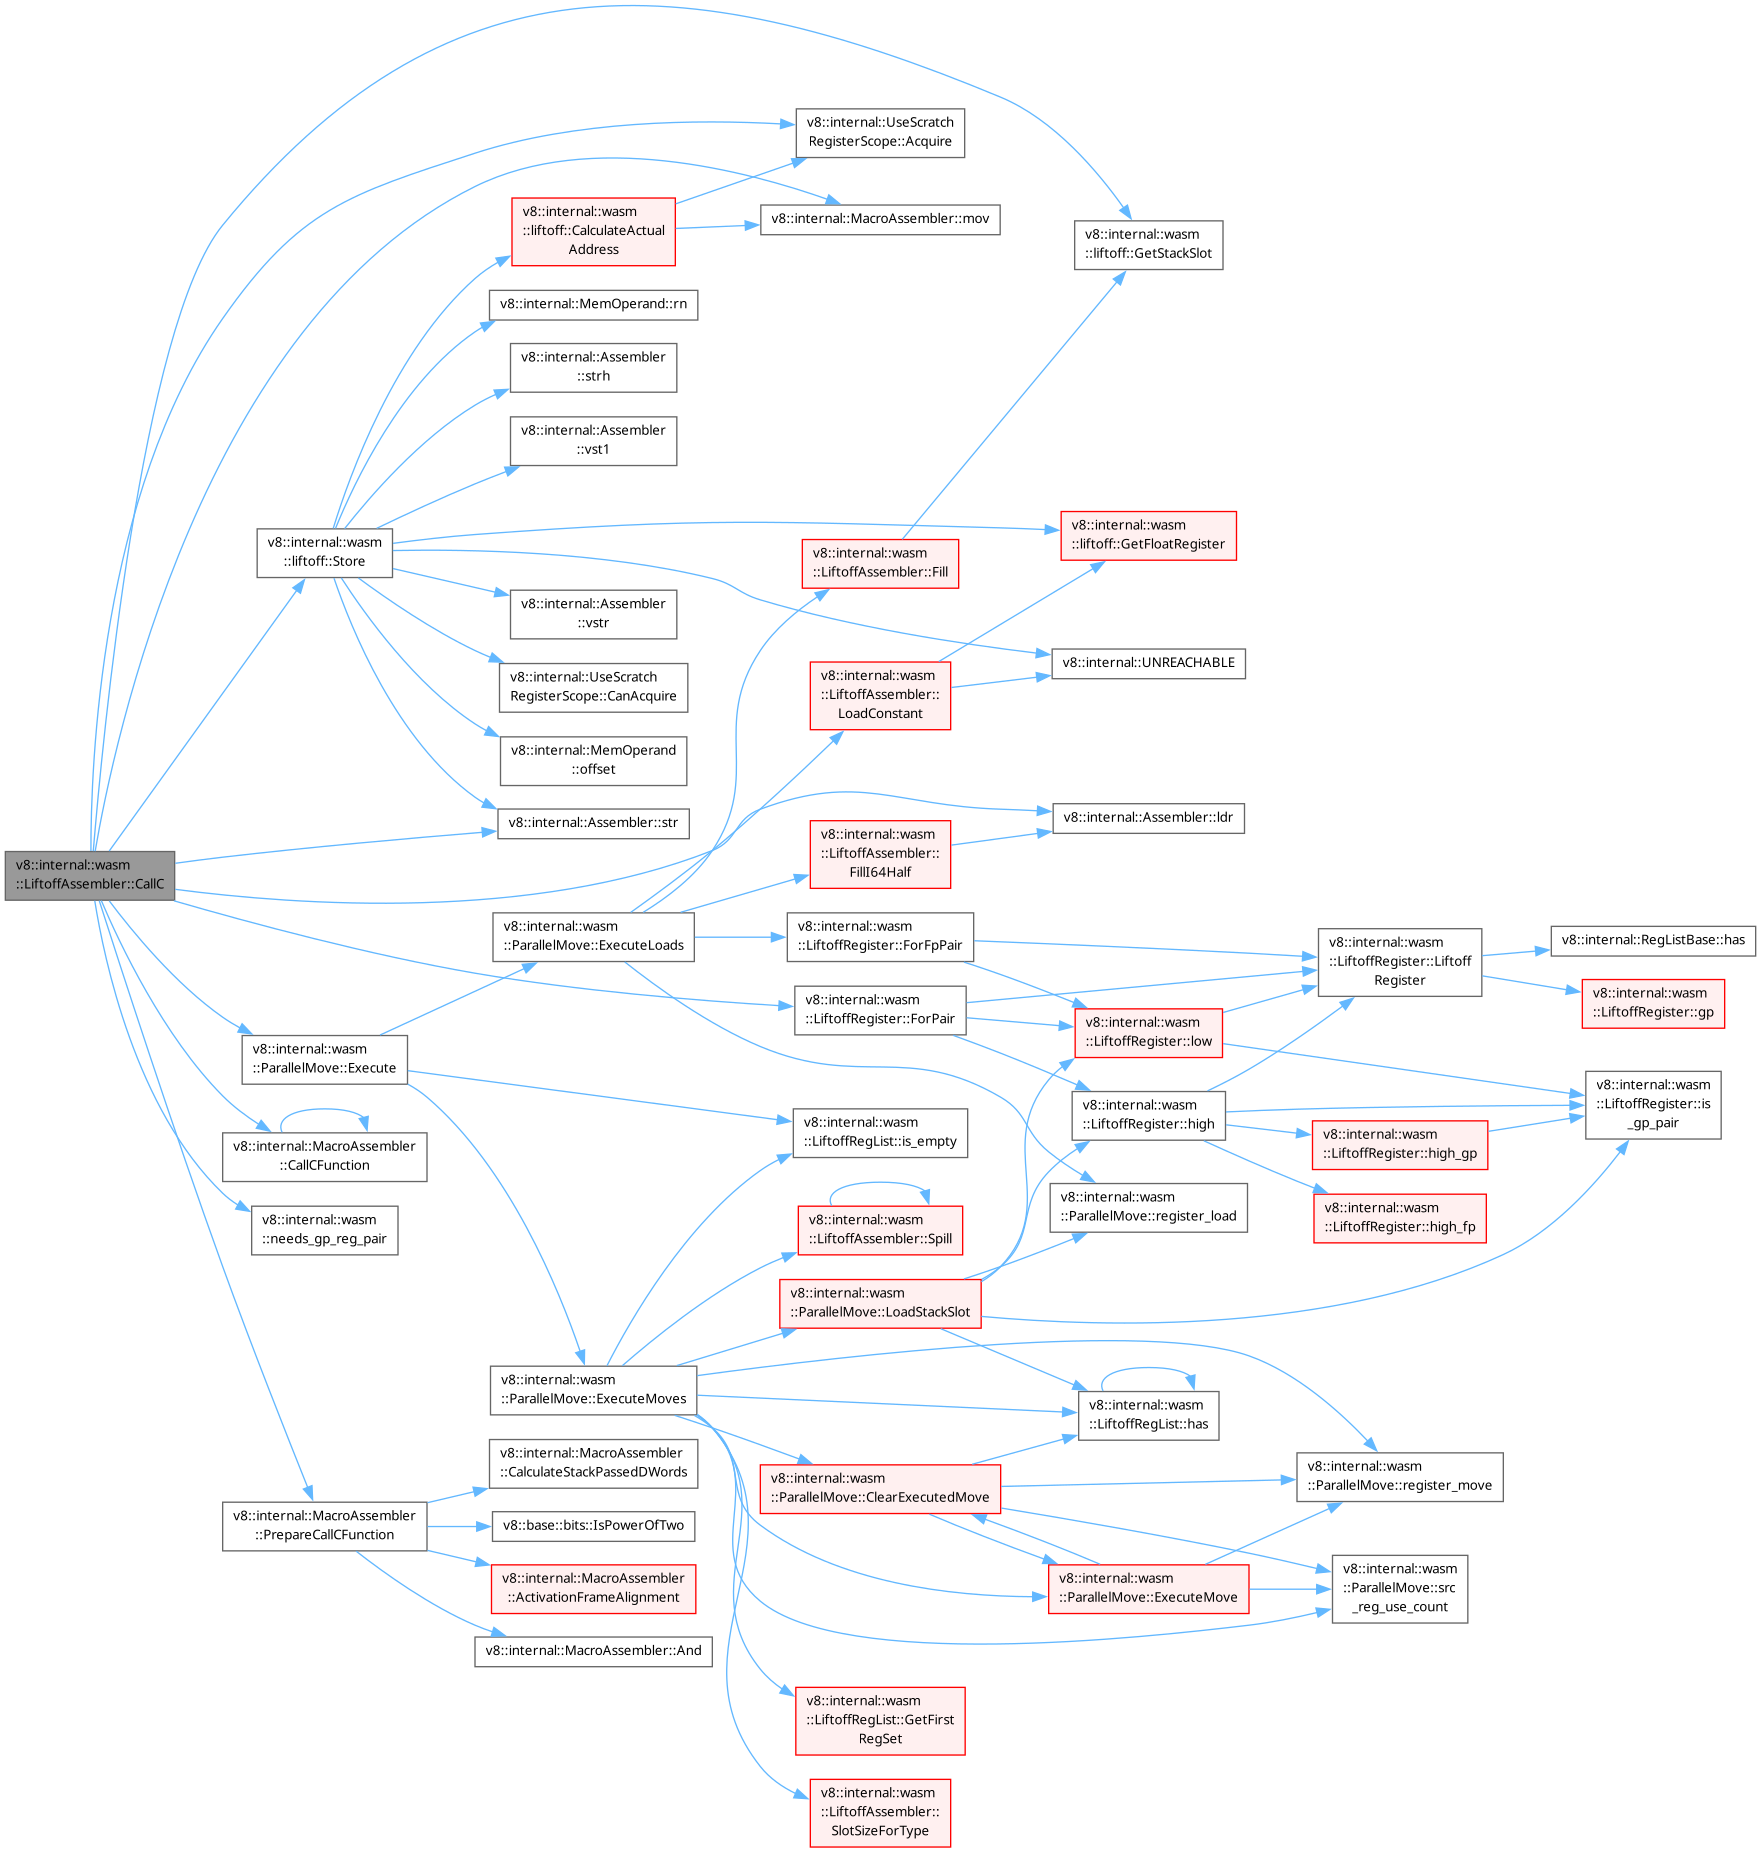 v8::internal::UseScratch
RegisterScope::Acquire
v8::internal::wasm
::liftoff::CalculateActual
Address
v8::internal::MacroAssembler::mov
v8::internal::wasm
::liftoff::GetStackSlot
v8::internal::MemOperand::rn
v8::internal::Assembler
::strh
v8::internal::Assembler
::vst1
v8::internal::wasm
::liftoff::Store
v8::internal::wasm
::liftoff::GetFloatRegister
v8::internal::wasm
::LiftoffAssembler::Fill
v8::internal::Assembler
::vstr
v8::internal::UseScratch
RegisterScope::CanAcquire
v8::internal::wasm
::LiftoffAssembler::
LoadConstant
v8::internal::UNREACHABLE
v8::internal::MemOperand
::offset
v8::internal::Assembler::str
v8::internal::Assembler::ldr
v8::internal::wasm
::LiftoffAssembler::CallC
v8::internal::wasm
::LiftoffAssembler::
FillI64Half
v8::internal::wasm
::ParallelMove::ExecuteLoads
v8::internal::wasm
::LiftoffRegister::ForFpPair
v8::internal::wasm
::LiftoffRegister::Liftoff
Register
v8::internal::RegListBase::has
v8::internal::wasm
::LiftoffRegister::ForPair
v8::internal::wasm
::LiftoffRegister::gp
v8::internal::wasm
::LiftoffRegister::low
v8::internal::wasm
::ParallelMove::Execute
v8::internal::wasm
::LiftoffRegister::is
_gp_pair
v8::internal::wasm
::LiftoffRegister::high
v8::internal::wasm
::LiftoffRegList::is_empty
v8::internal::wasm
::LiftoffRegister::high_gp
v8::internal::MacroAssembler
::CallCFunction
v8::internal::wasm
::ParallelMove::register_load
v8::internal::wasm
::LiftoffRegister::high_fp
v8::internal::wasm
::needs_gp_reg_pair
v8::internal::wasm
::LiftoffAssembler::Spill
v8::internal::wasm
::ParallelMove::LoadStackSlot
v8::internal::wasm
::ParallelMove::ExecuteMoves
v8::internal::wasm
::LiftoffRegList::has
v8::internal::MacroAssembler
::CalculateStackPassedDWords
v8::internal::wasm
::ParallelMove::ClearExecutedMove
v8::internal::wasm
::ParallelMove::register_move
v8::internal::MacroAssembler
::PrepareCallCFunction
v8::base::bits::IsPowerOfTwo
v8::internal::MacroAssembler
::ActivationFrameAlignment
v8::internal::wasm
::ParallelMove::ExecuteMove
v8::internal::wasm
::ParallelMove::src
_reg_use_count
v8::internal::MacroAssembler::And
v8::internal::wasm
::LiftoffRegList::GetFirst
RegSet
v8::internal::wasm
::LiftoffAssembler::
SlotSizeForType